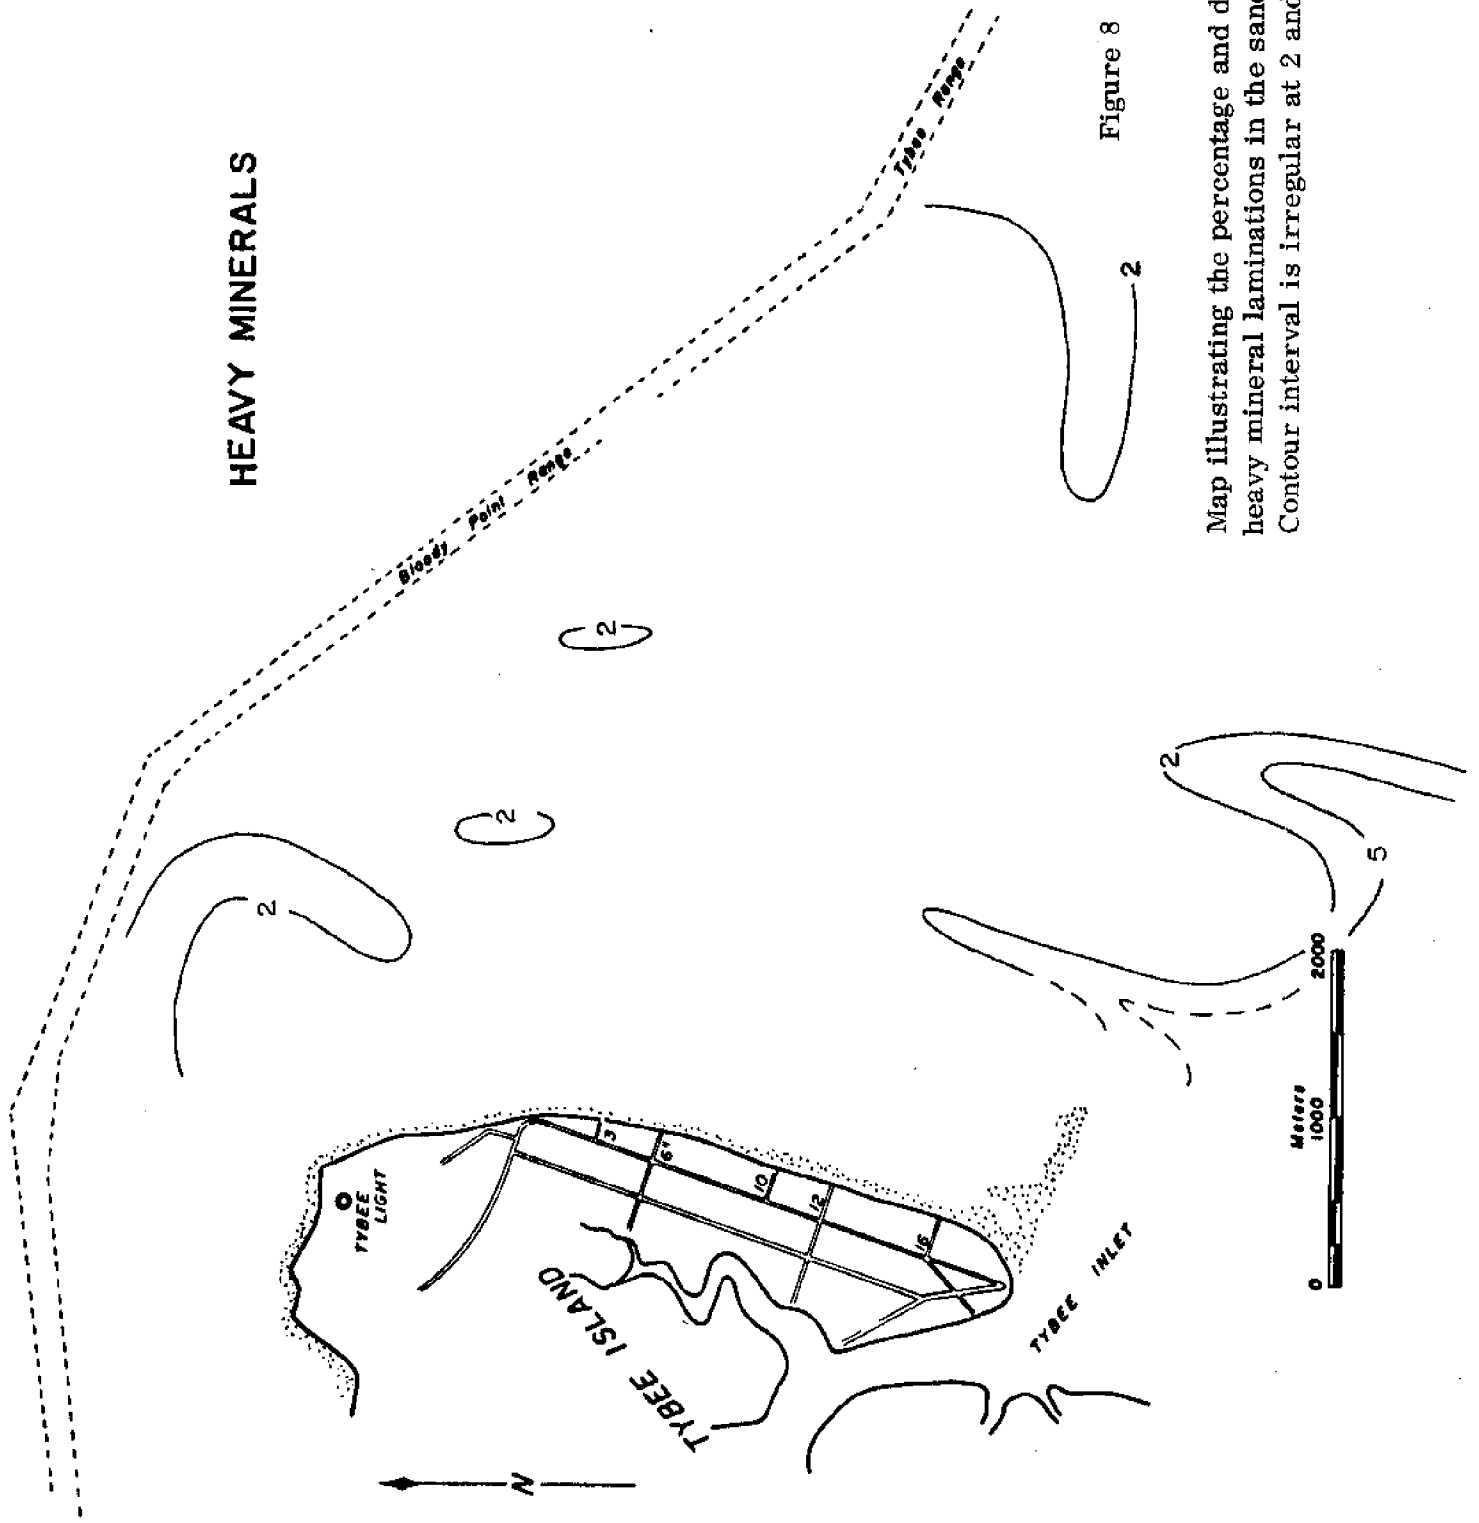 HEAVY MINERALS
Tybee Range
Bloody Point Range
2
2
2
2
2
5
TYBEE
LIGHT
3
6
10
12
16
TYBEE ISLAND
TYBEE INLET
N
Meters
0 1000 2000
Figure 8
Map illustrating the percentage and d
heavy mineral laminations in the sand
Contour interval is irregular at 2 and